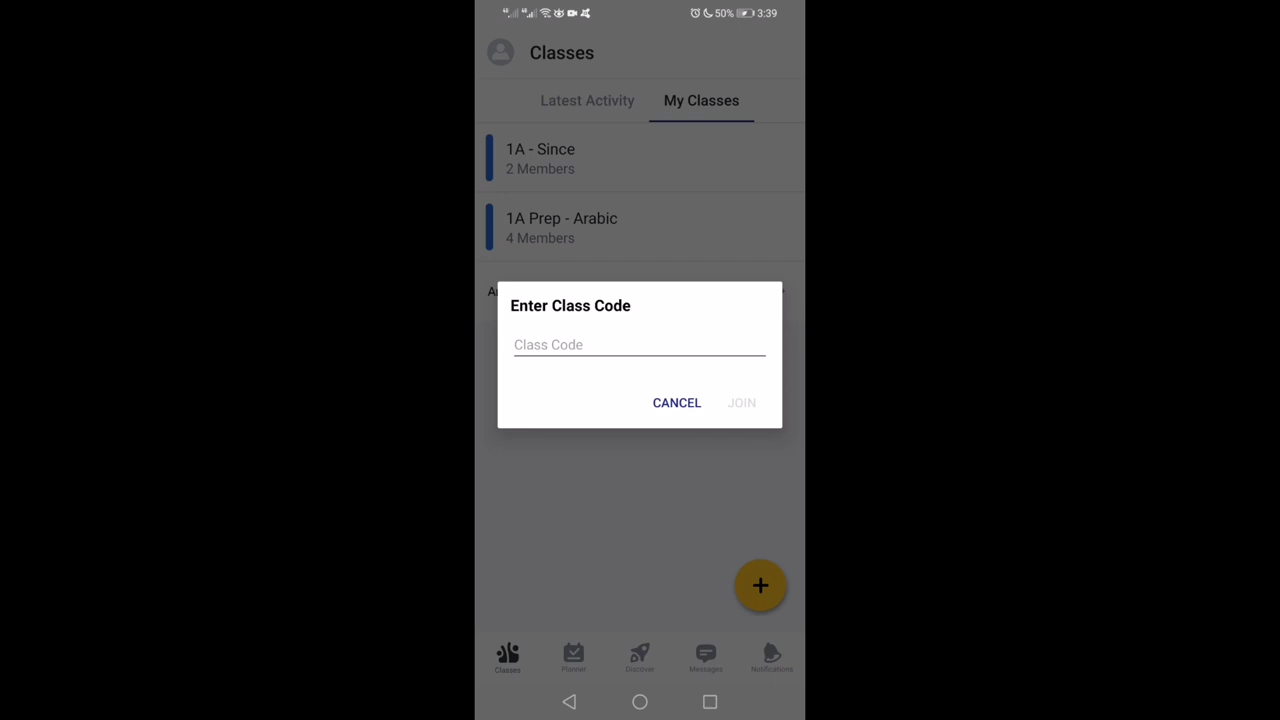 50% 3:39
Classes
Latest Activity My Classes
1A - Since
2 Members
1A Prep - Arabic
4 Members
Enter Class Code
Class Code
CANCEL JOIN
Classes Planner Discover Messages Notifications